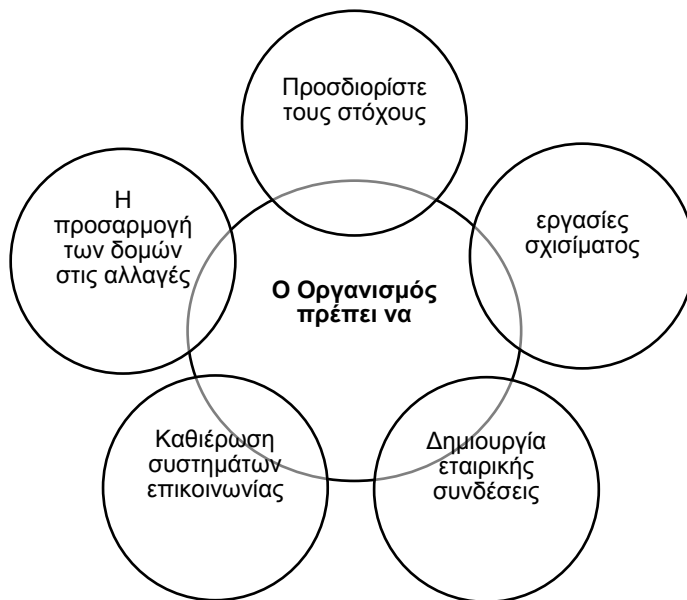 Προσδιορίστε
τους στόχους
εργασίες
σχισίματος
Δημιουργία
εταιρικής
συνδέσεις
Καθιέρωση
συστημάτων
επικοινωνίας
Η
προσαρμογή
των δομών
στις αλλαγές
Ο Οργανισμός
πρέπει να